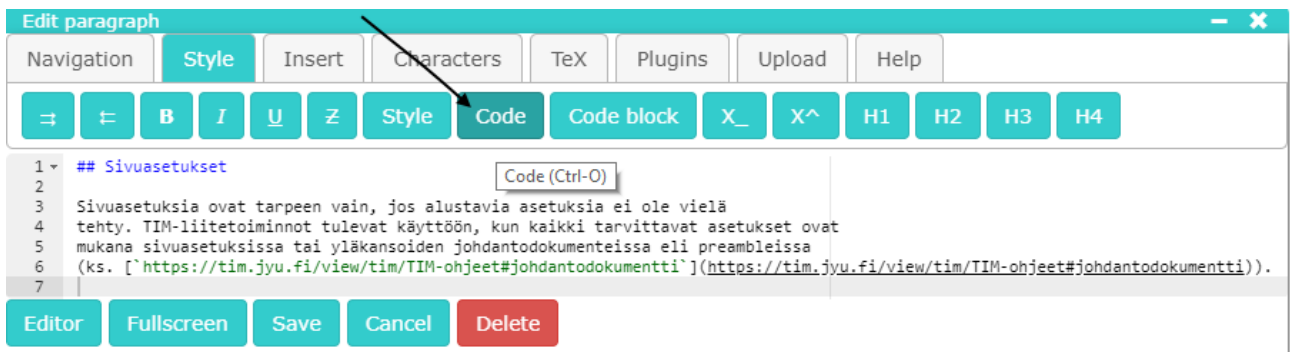 Edit paragraph
Navigation Style Insert Characters TeX Plugins Upload Help
⇉ ⇇ B I U Z Style Code Code block X_ X^ H1 H2 H3 H4
Code (Ctrl-O)
1 ## Sivuasetukset
2
3 Sivuasetuksia ovat tarpeen vain, jos alustavia asetuksia ei ole vielä
4 tehty. TIM-liitetoiminnot tulevat käyttöön, kun kaikki tarvittavat asetukset ovat
5 mukana sivuasetuksissa tai yläkansoiden johdantodokumenteissa eli preambleissa
6 (ks. [`https://tim.jyu.fi/view/tim/TIM-ohjeet#johdantodokumentti`](https://tim.jyu.fi/view/tim/TIM-ohjeet#johdantodokumentti)).
7
Editor Fullscreen Save Cancel Delete